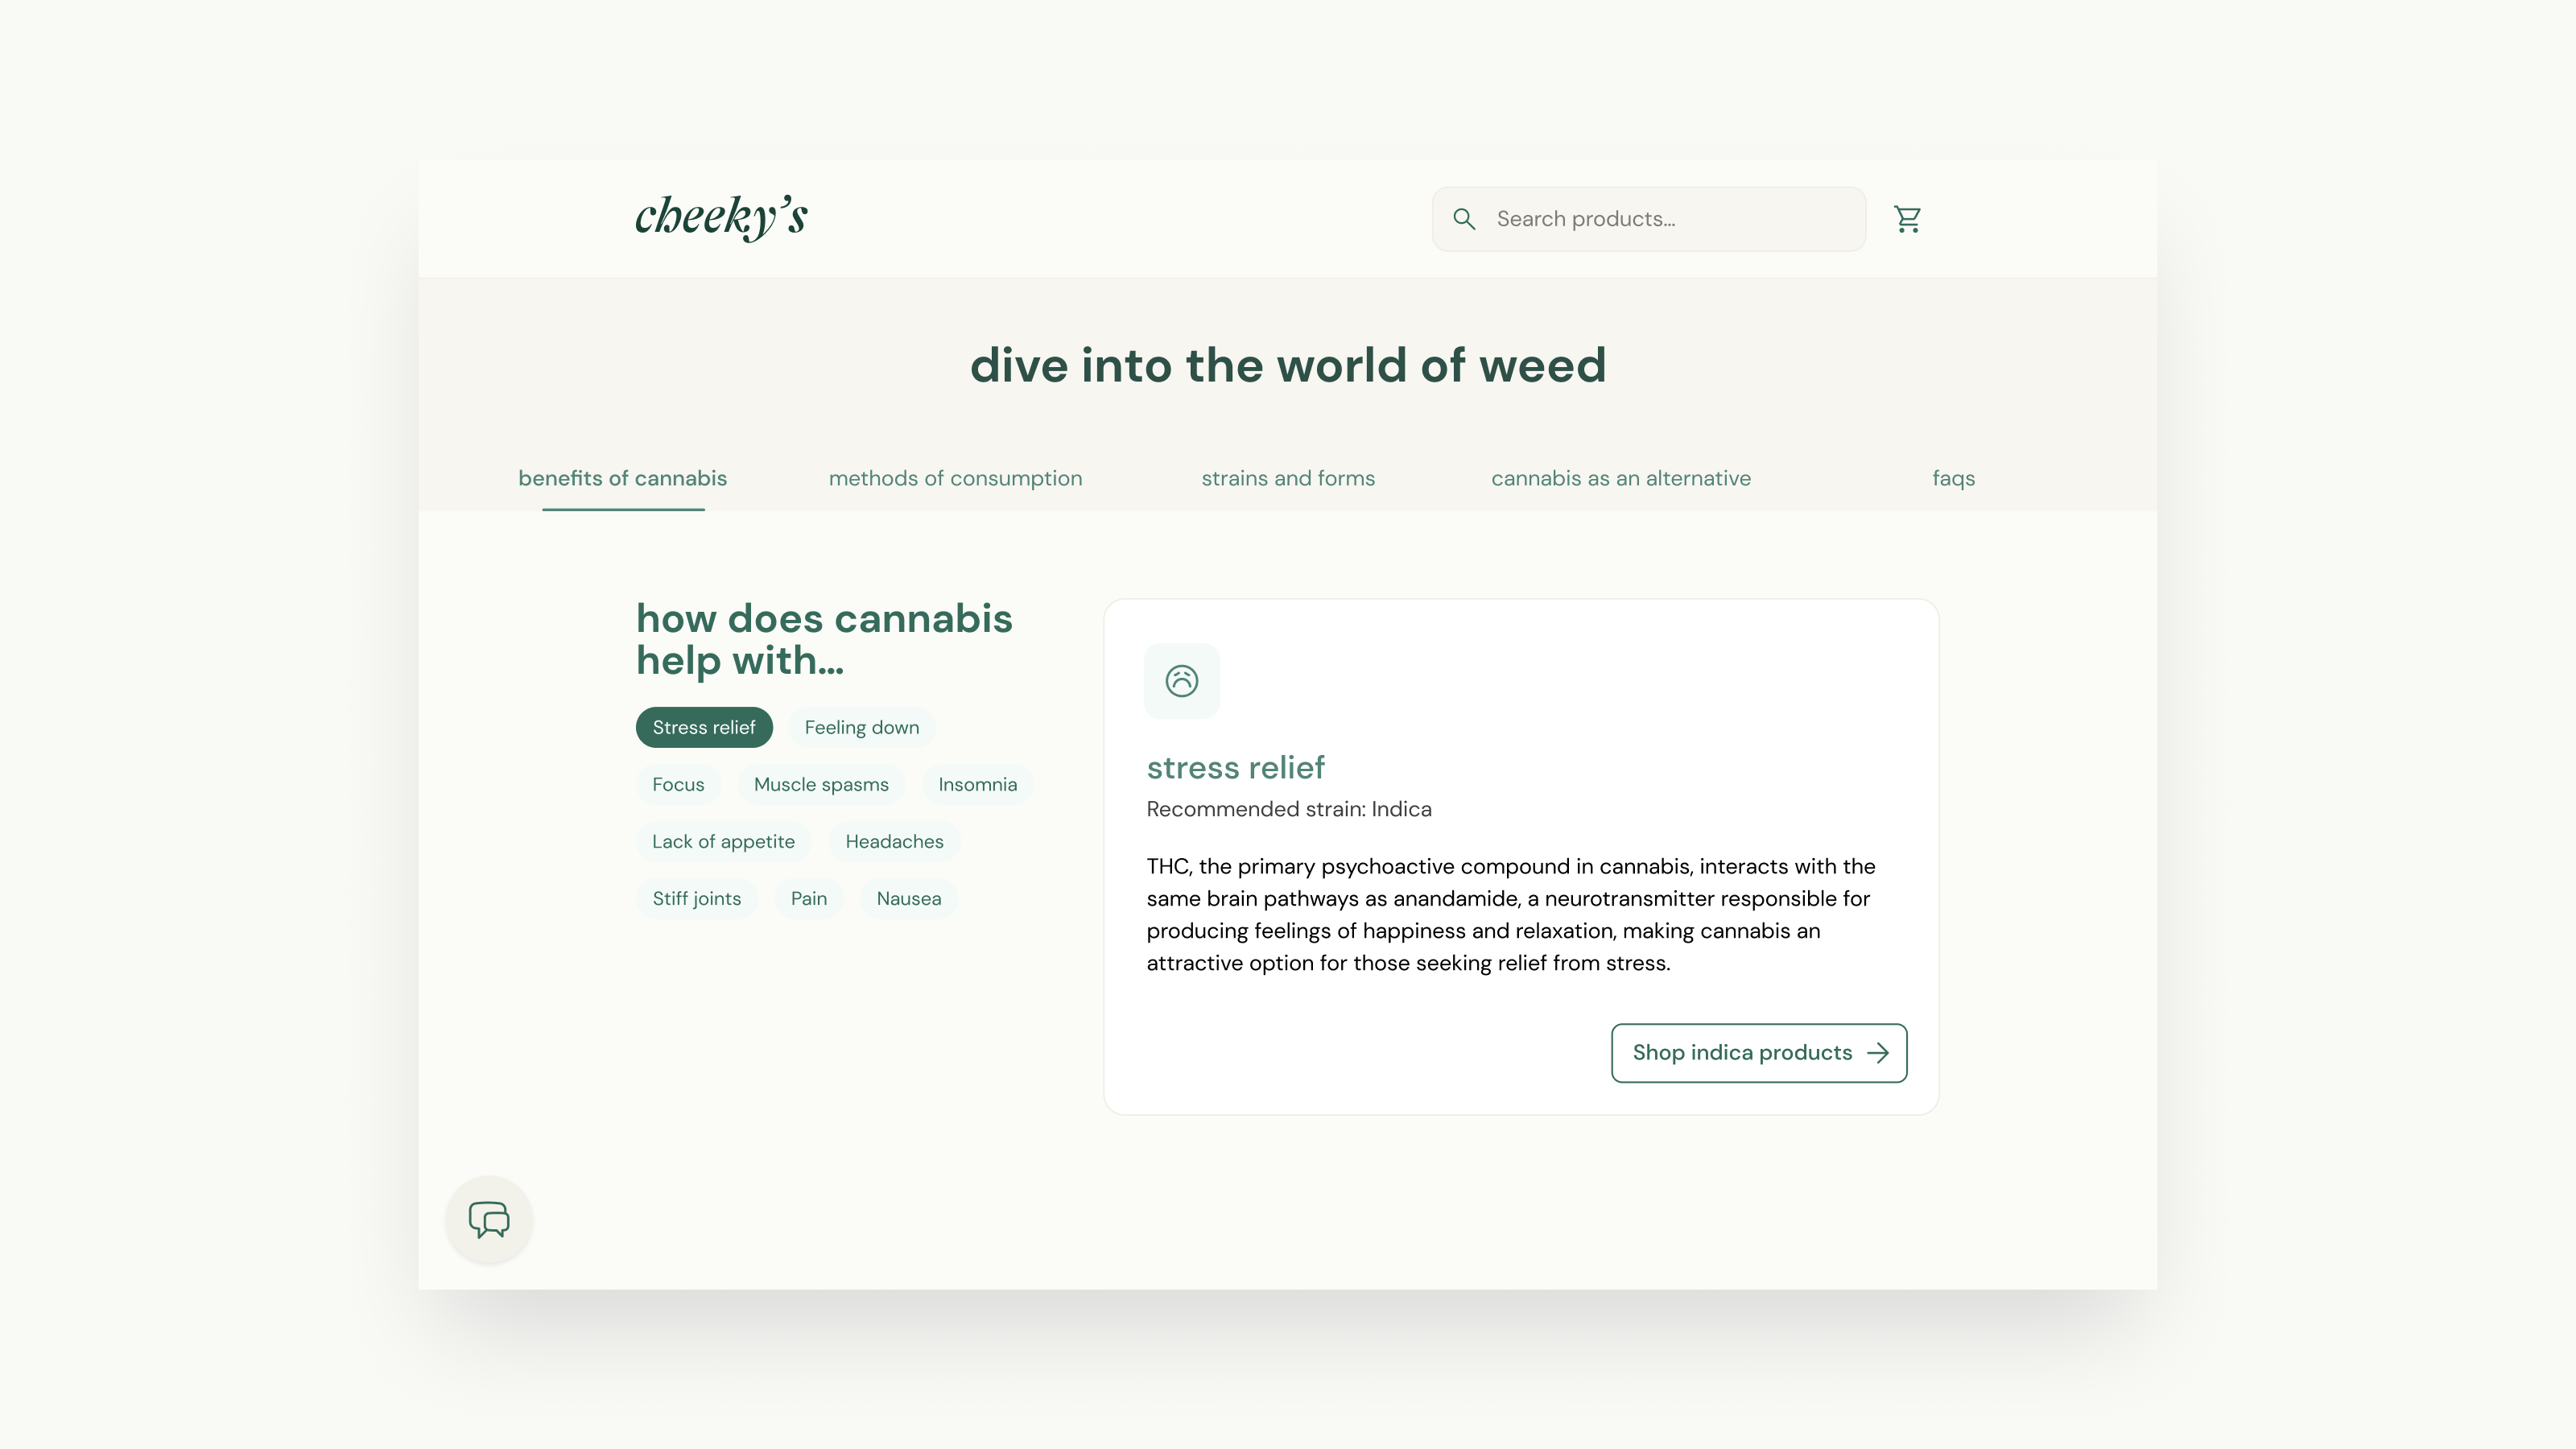 cheeky's
Search products...
dive into the world of weed
benefits of cannabis
methods of consumption
strains and forms
cannabis as an alternative
faqs
how does cannabis
help with...
Stress relief
Feeling down
Focus
Muscle spasms
Insomnia
Lack of appetite
Headaches
Stiff joints
Pain
Nausea
stress relief
Recommended strain: Indica
THC, the primary psychoactive compound in cannabis, interacts with the
same brain pathways as anandamide, a neurotransmitter responsible for
producing feelings of happiness and relaxation, making cannabis an
attractive option for those seeking relief from stress.
Shop indica products